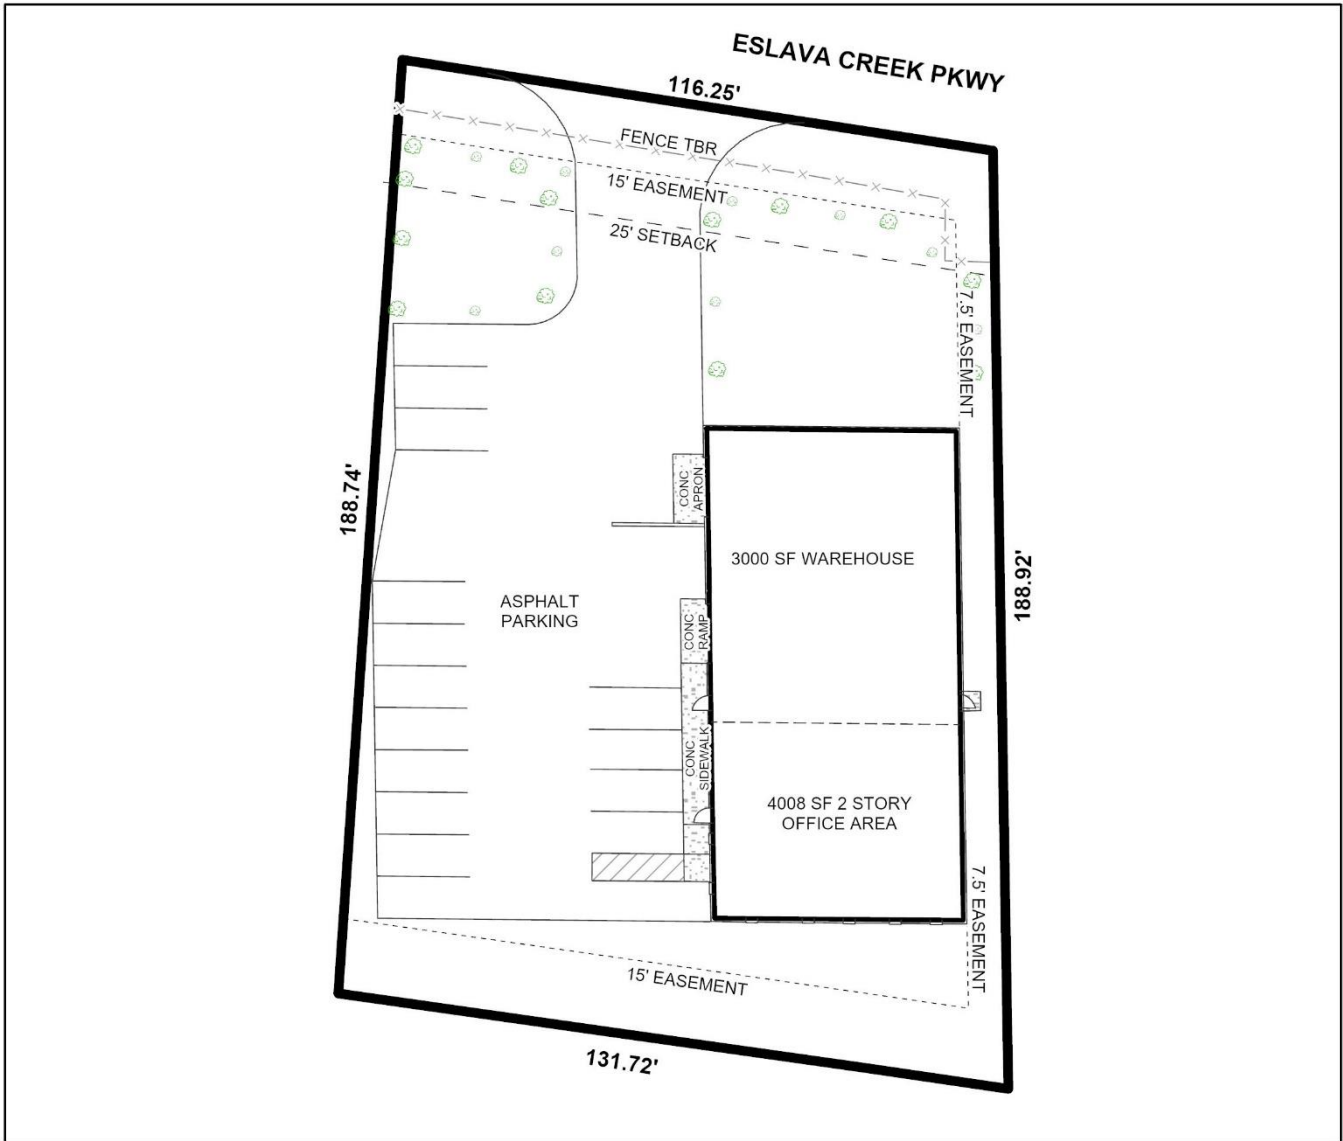 ESLAVA CREEK PKWY
116.25'
FENCE TBR
15' EASEMENT
25' SETBACK
7.5' EASEMENT
188.74'
CONC
APRON
3000 SF WAREHOUSE
188.92'
ASPHALT
PARKING
CONC
RAMP
CONC
SIDEWALK
4008 SF 2 STORY
OFFICE AREA
7.5' EASEMENT
15' EASEMENT
131.72'